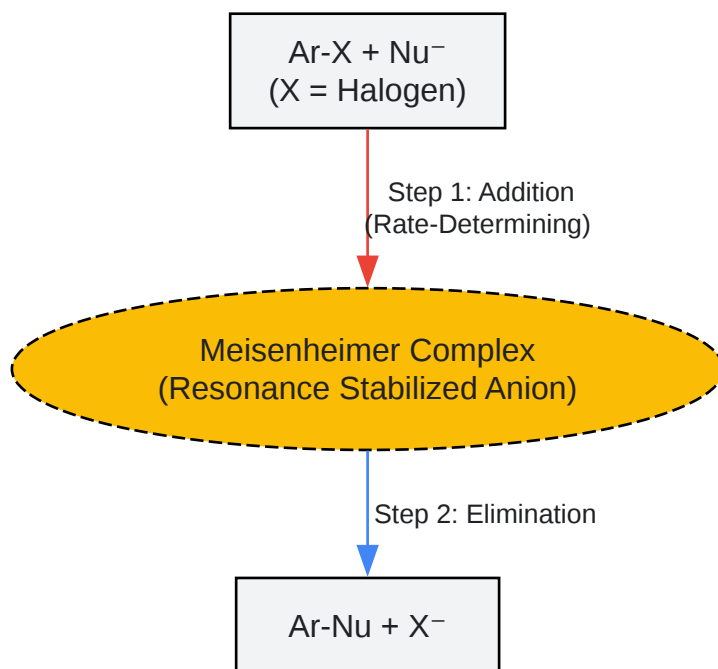 Ar-X + Nu⁻
(X = Halogen)
Step 1: Addition
(Rate-Determining)
Meisenheimer Complex
(Resonance Stabilized Anion)
Step 2: Elimination
Ar-Nu + X⁻